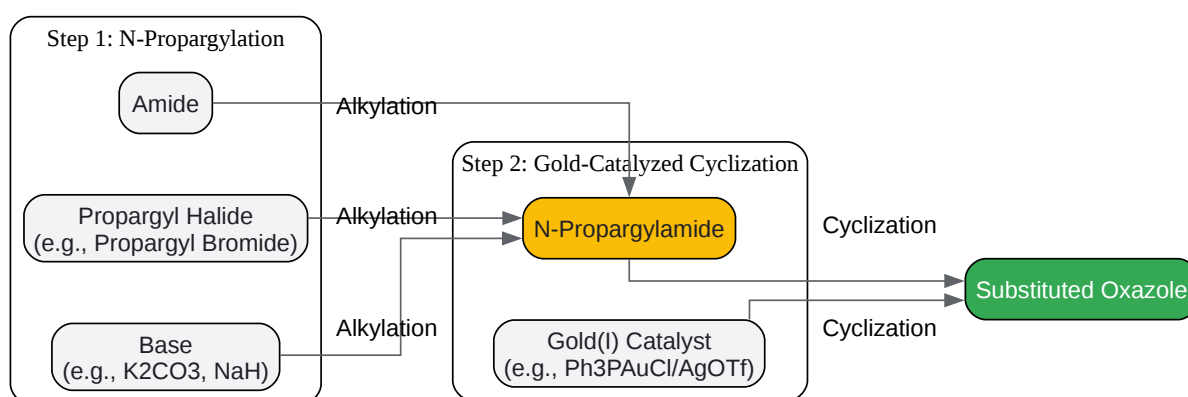 Step 1: N-Propargylation
Amide
Alkylation
Step 2: Gold-Catalyzed Cyclization
Propargyl Halide
(e.g., Propargyl Bromide)
Alkylation
N-Propargylamide
Cyclization
Substituted Oxazole
Base
(e.g., K2CO3, NaH)
Alkylation
Gold(I) Catalyst
(e.g., Ph3PAuCl/AgOTf)
Cyclization